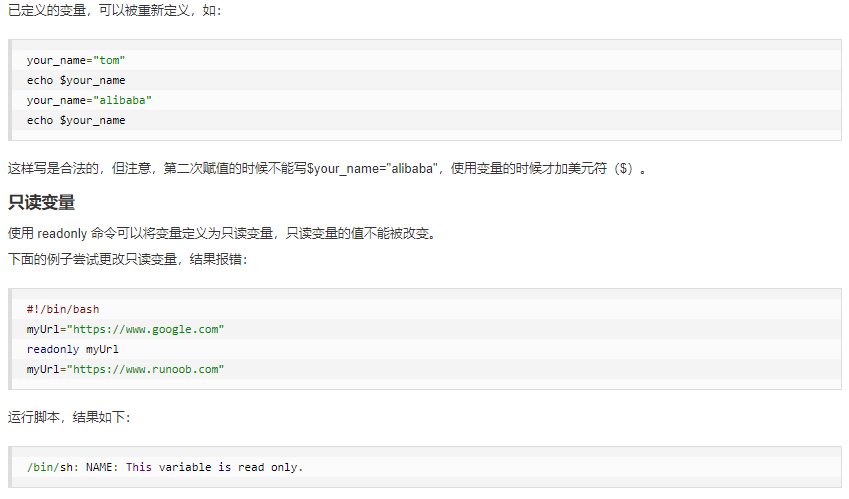 已定义的变量，可以被重新定义，如：
your_name="tom"
echo $your_name
your_name="alibaba"
echo $your_name
这样写是合法的，但注意，第二次赋值的时候不能写$your_name="alibaba"，使用变量的时候才加美元符（$）。
只读变量
使用 readonly 命令可以将变量定义为只读变量，只读变量的值不能被改变。
下面的例子尝试更改只读变量，结果报错：
#!/bin/bash
myUrl="https://www.google.com"
readonly myUrl
myUrl="https://www.runoob.com"
运行脚本，结果如下：
/bin/sh: NAME: This variable is read only.